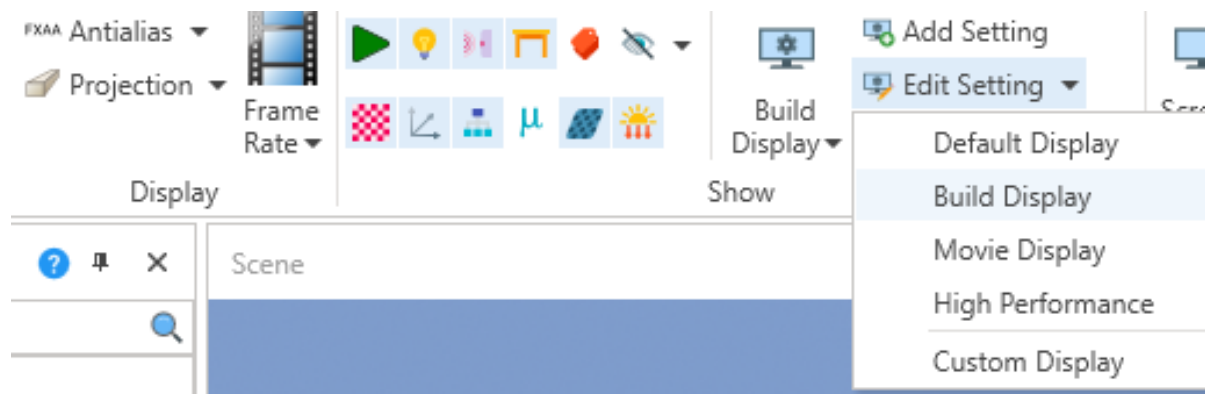 FXAA Antialias
Projection
Frame
Rate
Display
µ
Build
Display
Add Setting
Edit Setting
Show
Default Display
Build Display
Movie Display
High Performance
Custom Display
?
Scene